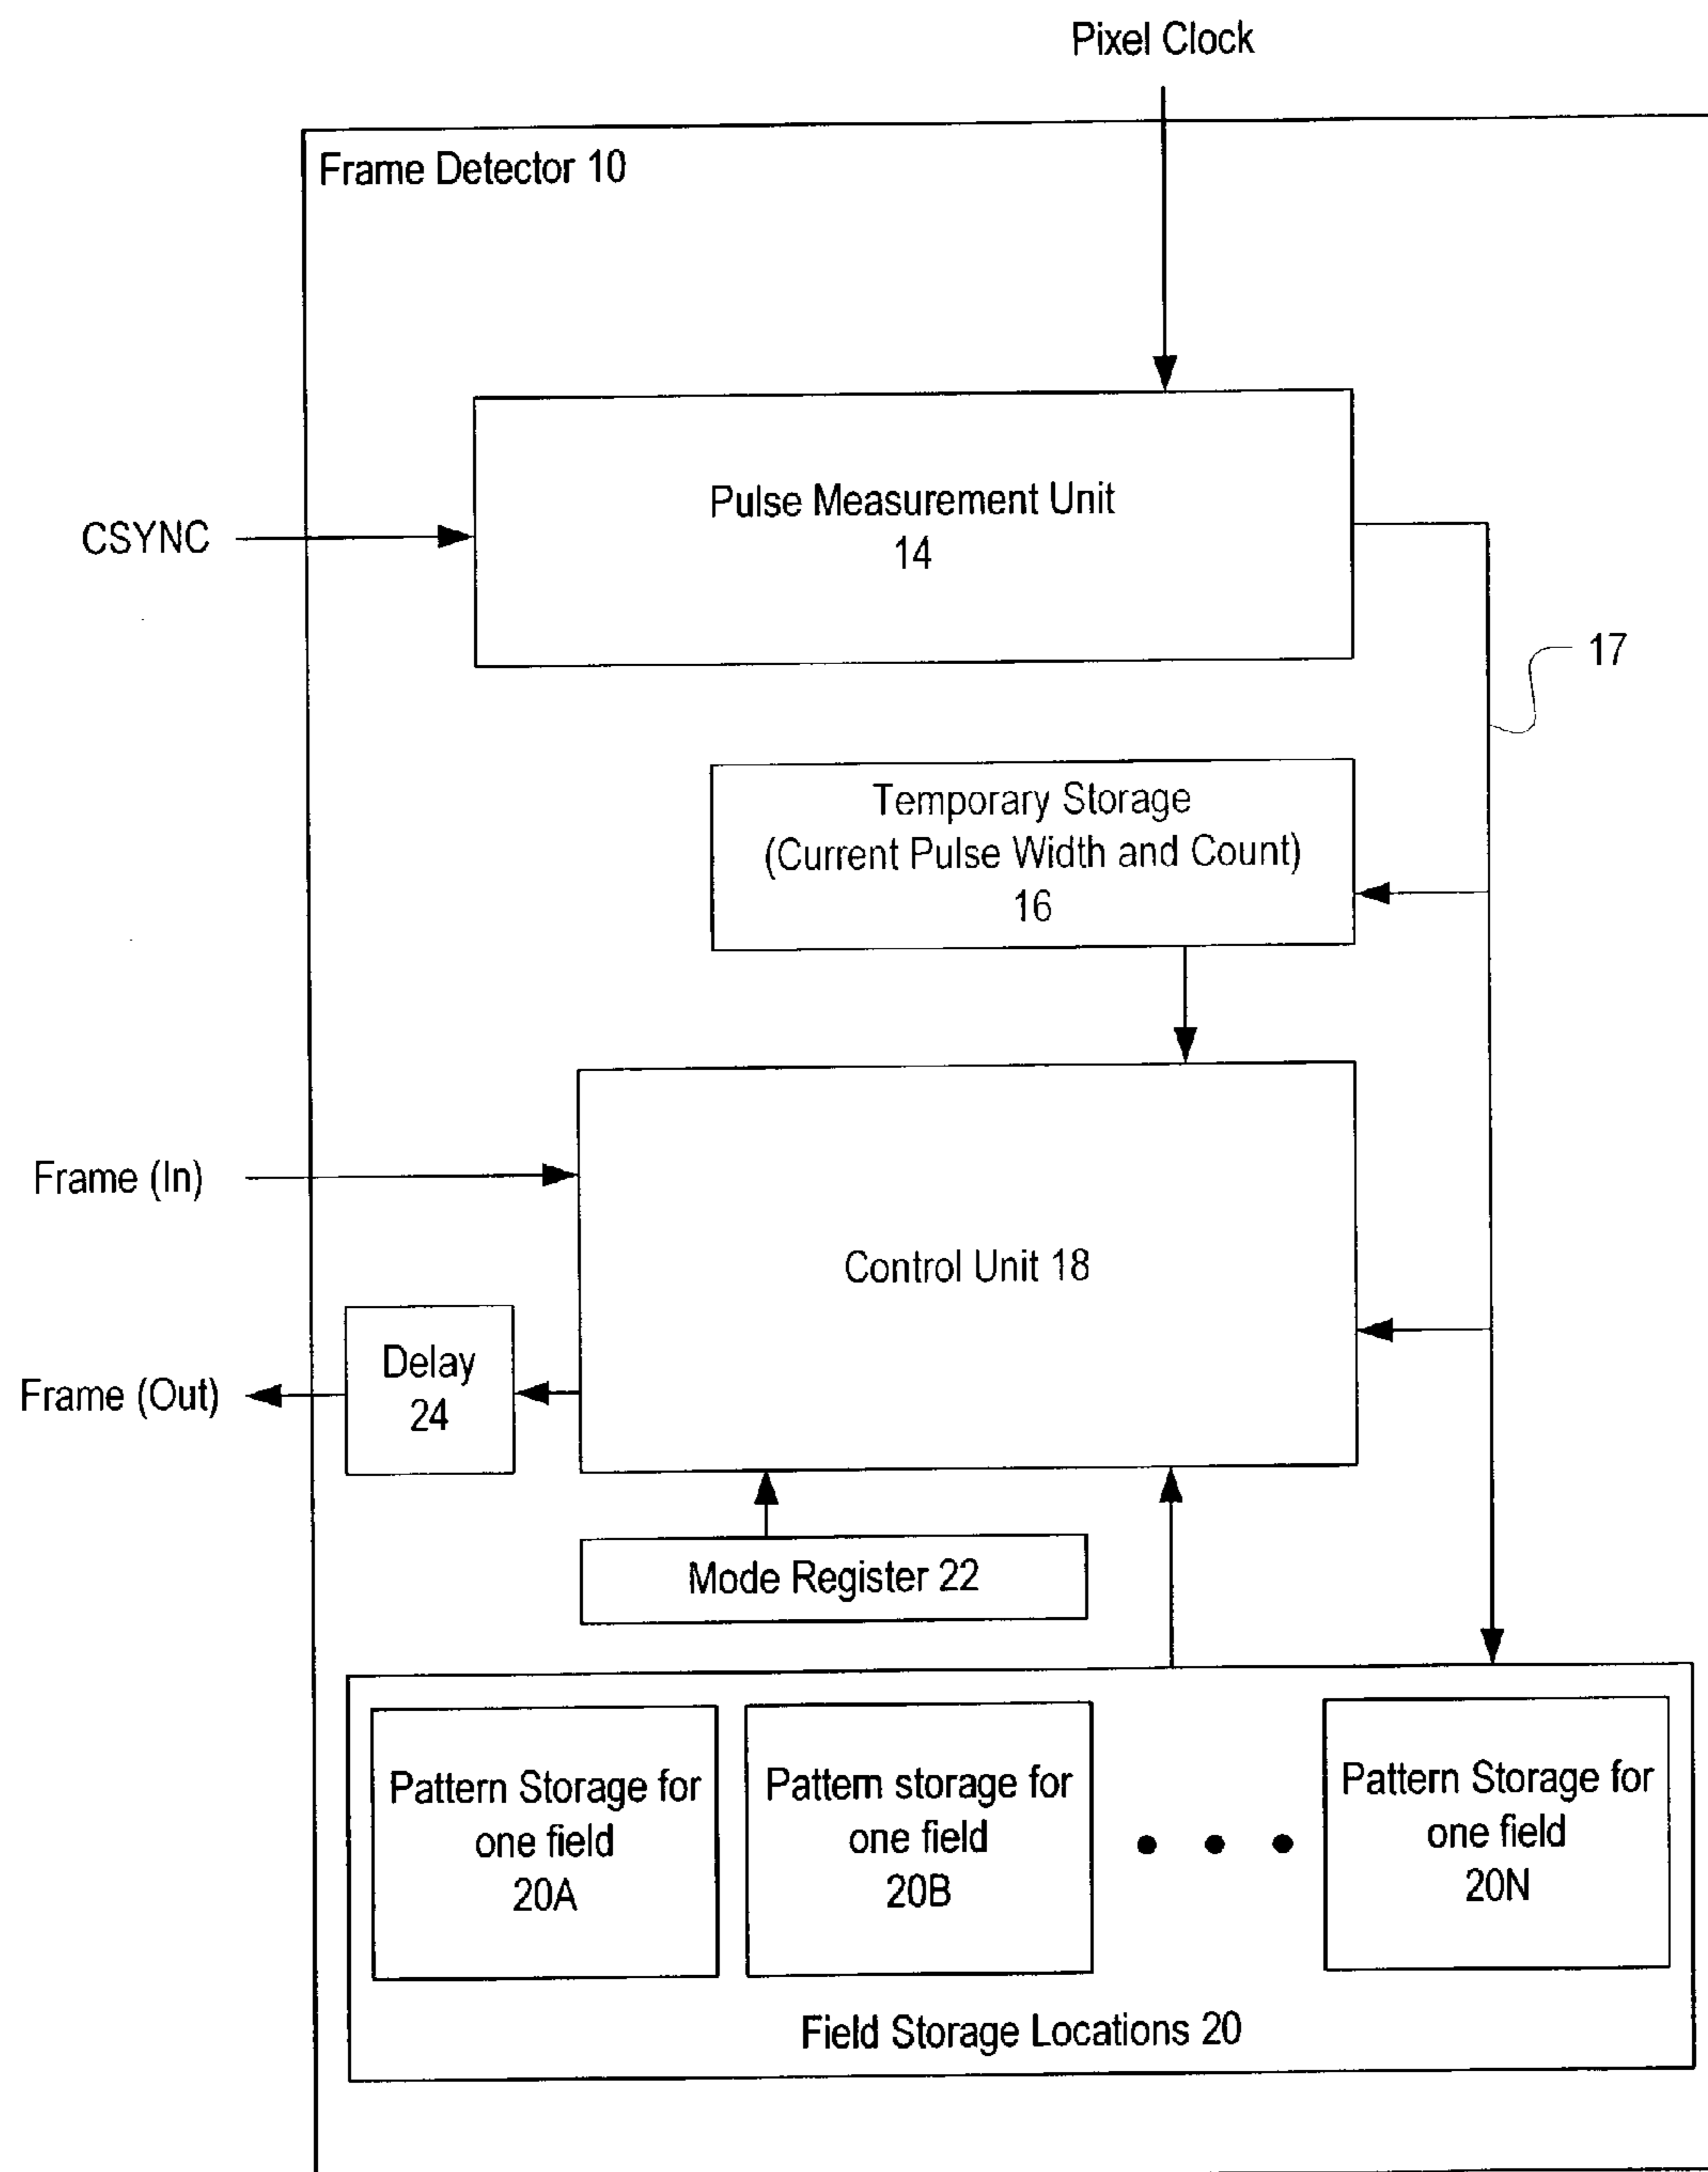 Pixel Clock
Frame Detector 10
Pulse Measurement Unit
14
CSYNC
17
Temporary Storage
(Current Pulse Width and Count)
16
Frame (In)
Control Unit 18
Delay
24
Frame (Out)
Mode Register 22
Pattern Storage for
one field
20A
Pattern storage for
one field
20B
Pattern Storage for
one field
20N
Field Storage Locations 20